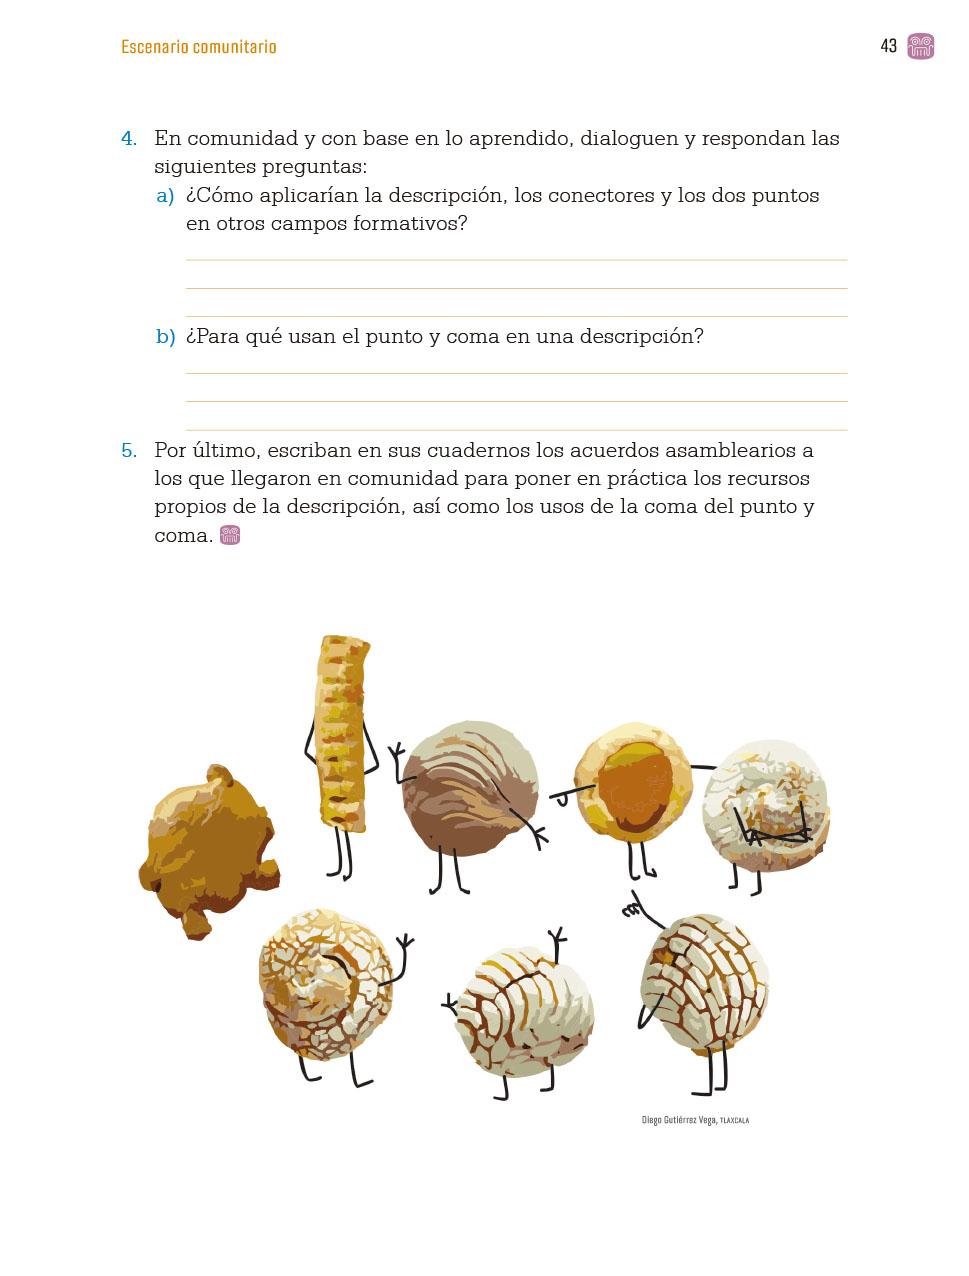 Escenario comunitario
43
4. En comunidad y con base en lo aprendido, dialoguen y respondan las
siguientes preguntas:
a) ¿Cómo aplicarían la descripción, los conectores y los dos puntos
en otros campos formativos?
b) ¿Para qué usan el punto y coma en una descripción?
5. Por último, escriban en sus cuadernos los acuerdos asamblearios a
los que llegaron en comunidad para poner en práctica los recursos
propios de la descripción, así como los usos de la coma del punto y
coma.
Diego Gutiérrez Vega, TLAXCALA